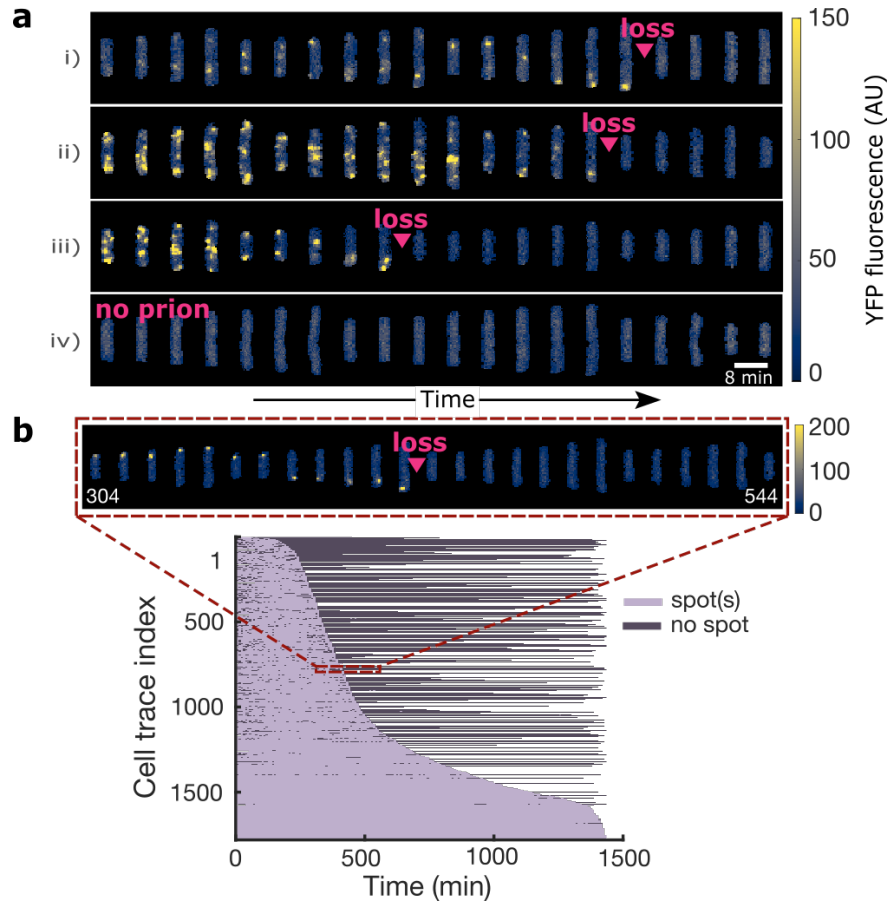 a
i)
loss
ii)
loss
iii)
loss
iv)
no prion
8 min
150
100
50
0
YFP fluorescence (AU)
Time
b
loss
304
544
200
100
0
1
500
1000
1500
Cell trace index
spot(s)
no spot
0
500
1000
1500
Time (min)